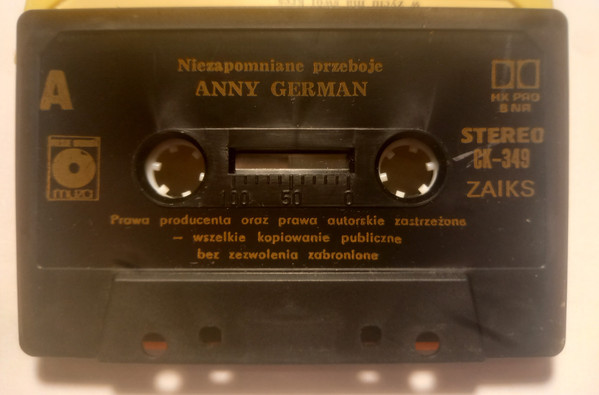 Niezapomniane przeboje
ANNY GERMAN
A
HX PRO
B NR
STEREO
CK-349
ZAIKS
100 50 0
Prawa producenta oraz prawa autorskie zastrzeżone
– wszelkie kopiowanie publiczne
bez zezwolenia zabronione